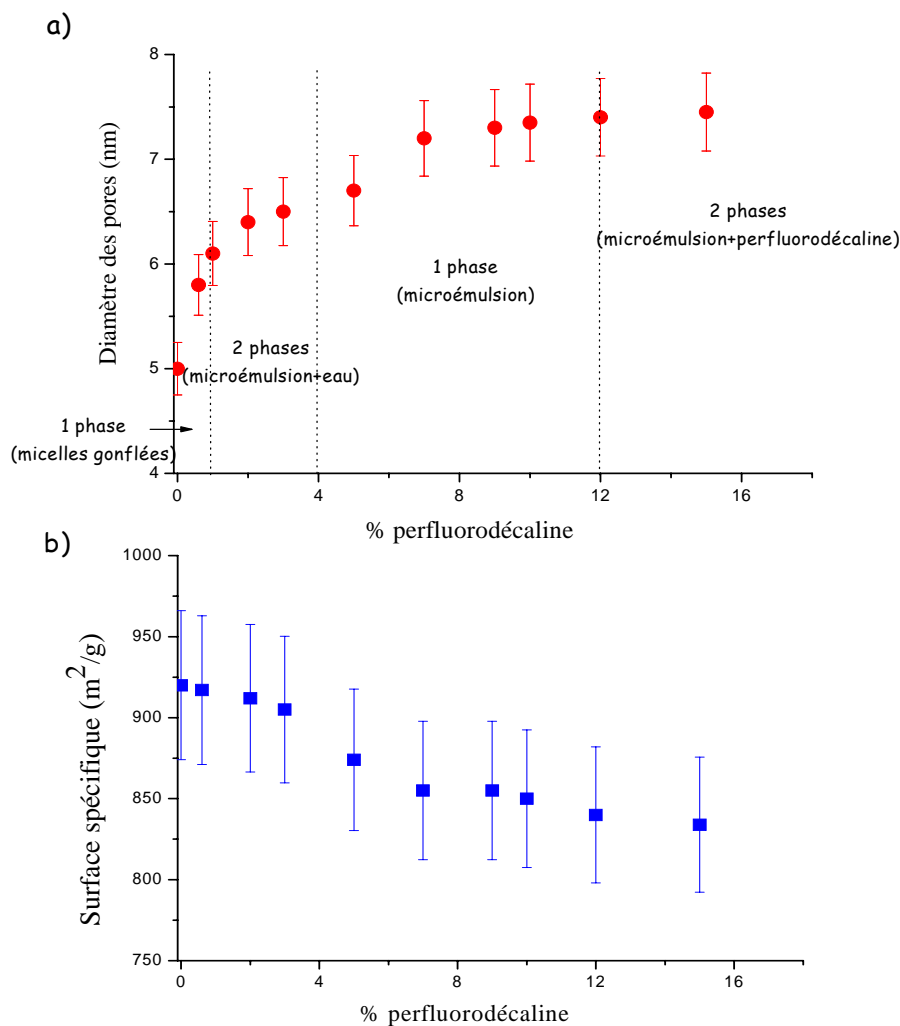 a)
8
7
6
5
4
Diamètre des pores (nm)
2 phases
(microémulsion+perfluorodécaline)
1 phase
(microémulsion)
2 phases
(microémulsion+eau)
1 phase
(micelles gonflées)
0
4
8
12
16
% perfluorodécaline
b)
1000
950
900
850
800
750
Surface spécifique (m²/g)
0
4
8
12
16
% perfluorodécaline